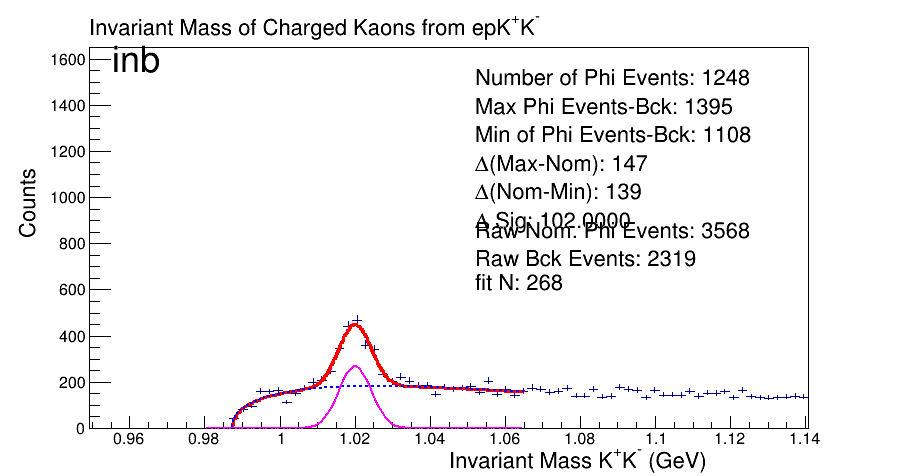 Invariant Mass of Charged Kaons from epK⁺K⁻
inb
Number of Phi Events: 1248
Max Phi Events-Bck: 1395
Min of Phi Events-Bck: 1108
Δ(Max-Nom): 147
Δ(Nom-Min): 139
Δ Sig: 102.0000
Raw Nom. Phi Events: 3568
Raw Bck Events: 2319
fit N: 268
Counts
1600
1400
1200
1000
800
600
400
200
0
0.96 0.98 1 1.02 1.04 1.06 1.08 1.1 1.12 1.14
Invariant Mass K⁺K⁻ (GeV)